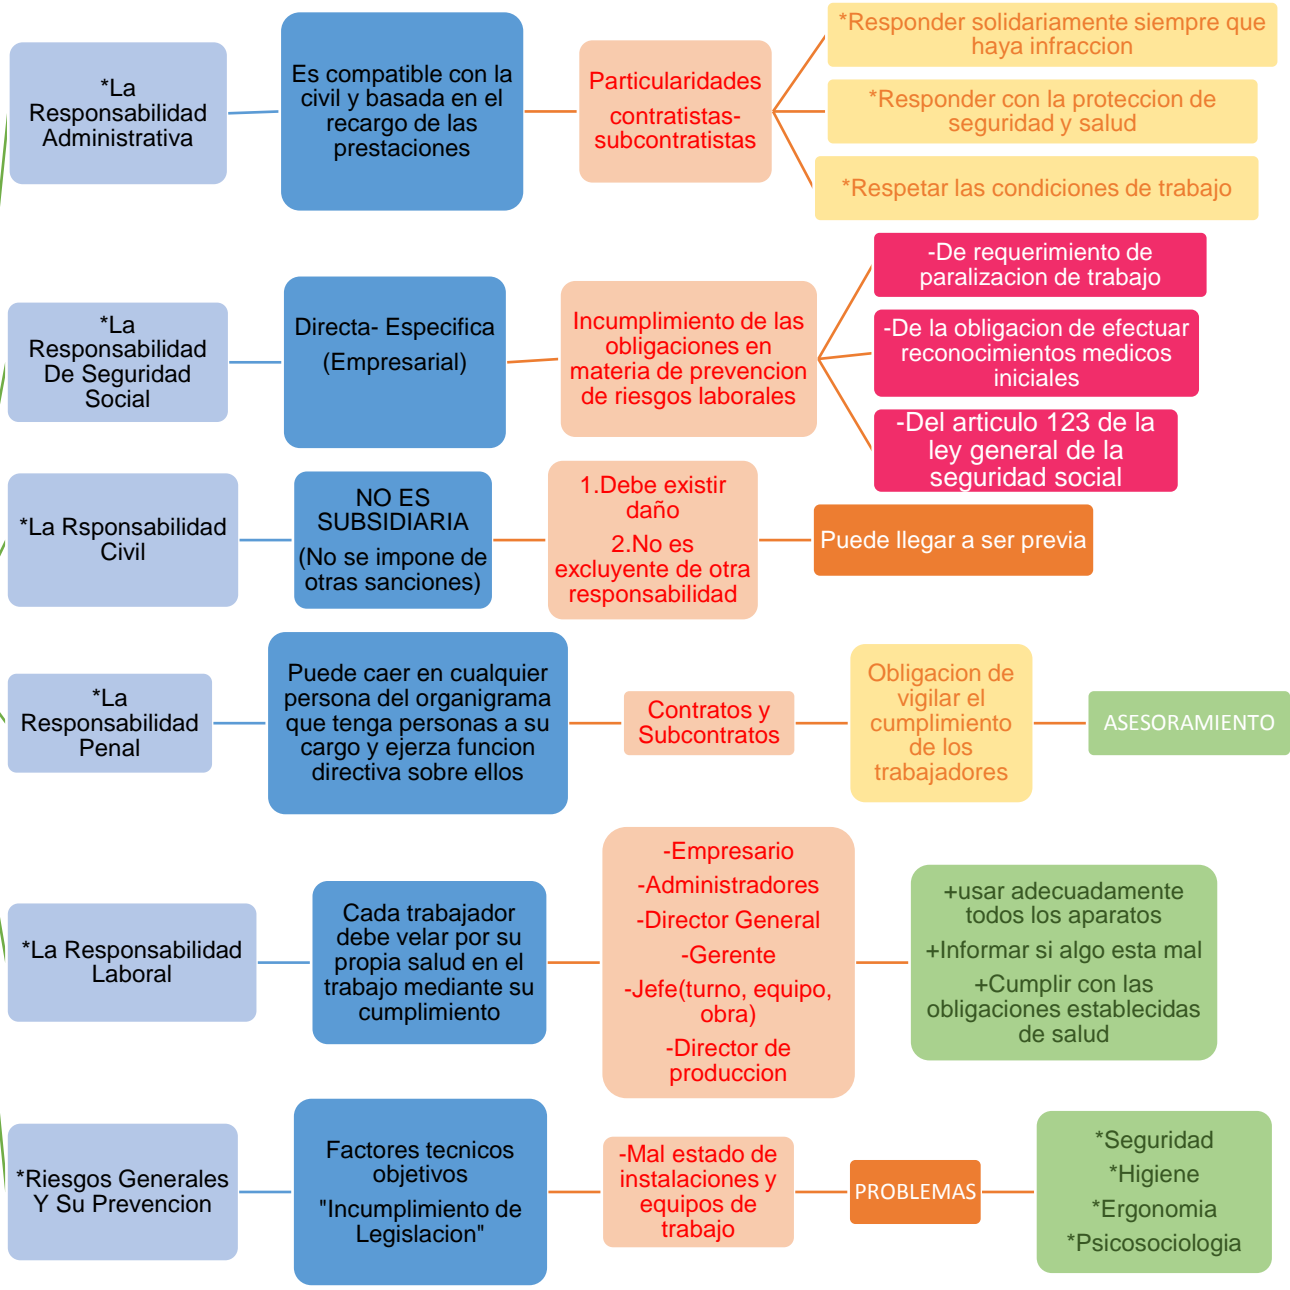 *La
Responsabilidad
Administrativa
Es compatible con la
civil y basada en el
recargo de las
prestaciones
Particularidades
contratistas-
subcontratistas
*Responder solidariamente siempre que
haya infraccion
*Responder con la proteccion de
seguridad y salud
*Respetar las condiciones de trabajo
*La
Responsabilidad
De Seguridad
Social
Directa- Especifica
(Empresarial)
Incumplimiento de las
obligaciones en
materia de prevencion
de riesgos laborales
-De requerimiento de
paralizacion de trabajo
-De la obligacion de efectuar
reconocimientos medicos
iniciales
-Del articulo 123 de la
ley general de la
seguridad social
*La Rsponsabilidad
Civil
NO ES
SUBSIDIARIA
(No se impone de
otras sanciones)
1.Debe existir
daño
2.No es
excluyente de otra
responsabilidad
Puede llegar a ser previa
*La
Responsabilidad
Penal
Puede caer en cualquier
persona del organigrama
que tenga personas a su
cargo y ejerza funcion
directiva sobre ellos
Contratos y
Subcontratos
Obligacion de
vigilar el
cumplimiento
de los
trabajadores
ASESORAMIENTO
*La Responsabilidad
Laboral
Cada trabajador
debe velar por su
propia salud en el
trabajo mediante su
cumplimiento
-Empresario
-Administradores
-Director General
-Gerente
-Jefe(turno, equipo,
obra)
-Director de
produccion
+usar adecuadamente
todos los aparatos
+Informar si algo esta mal
+Cumplir con las
obligaciones establecidas
de salud
*Riesgos Generales
Y Su Prevencion
Factores tecnicos
objetivos
"Incumplimiento de
Legislacion"
-Mal estado de
instalaciones y
equipos de
trabajo
PROBLEMAS
*Seguridad
*Higiene
*Ergonomia
*Psicosociologia